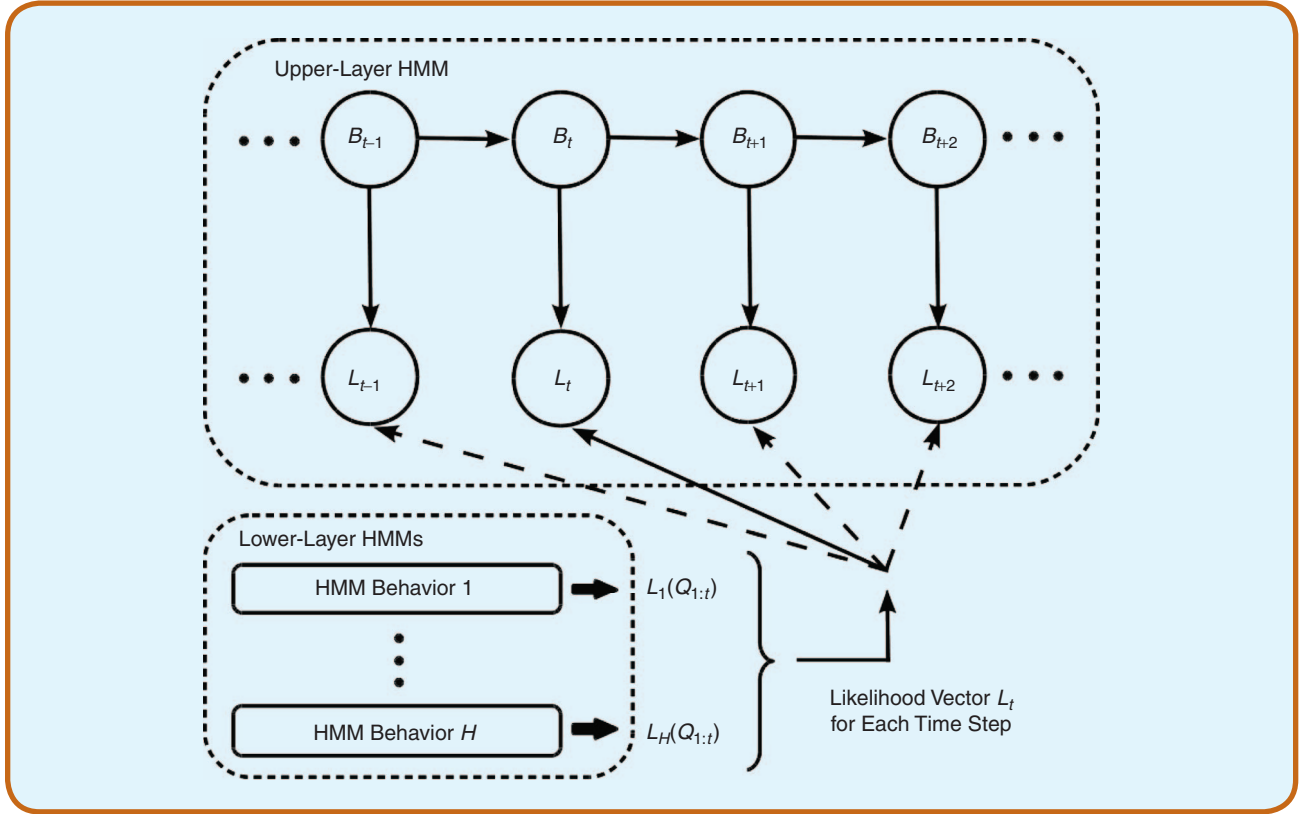 Upper-Layer HMM
B_{t–1} B_t B_{t+1} B_{t+2}
L_{t–1} L_t L_{t+1} L_{t+2}
Lower-Layer HMMs
HMM Behavior 1 L_1(Q_{1:t})
HMM Behavior H L_H(Q_{1:t})
Likelihood Vector L_t
for Each Time Step